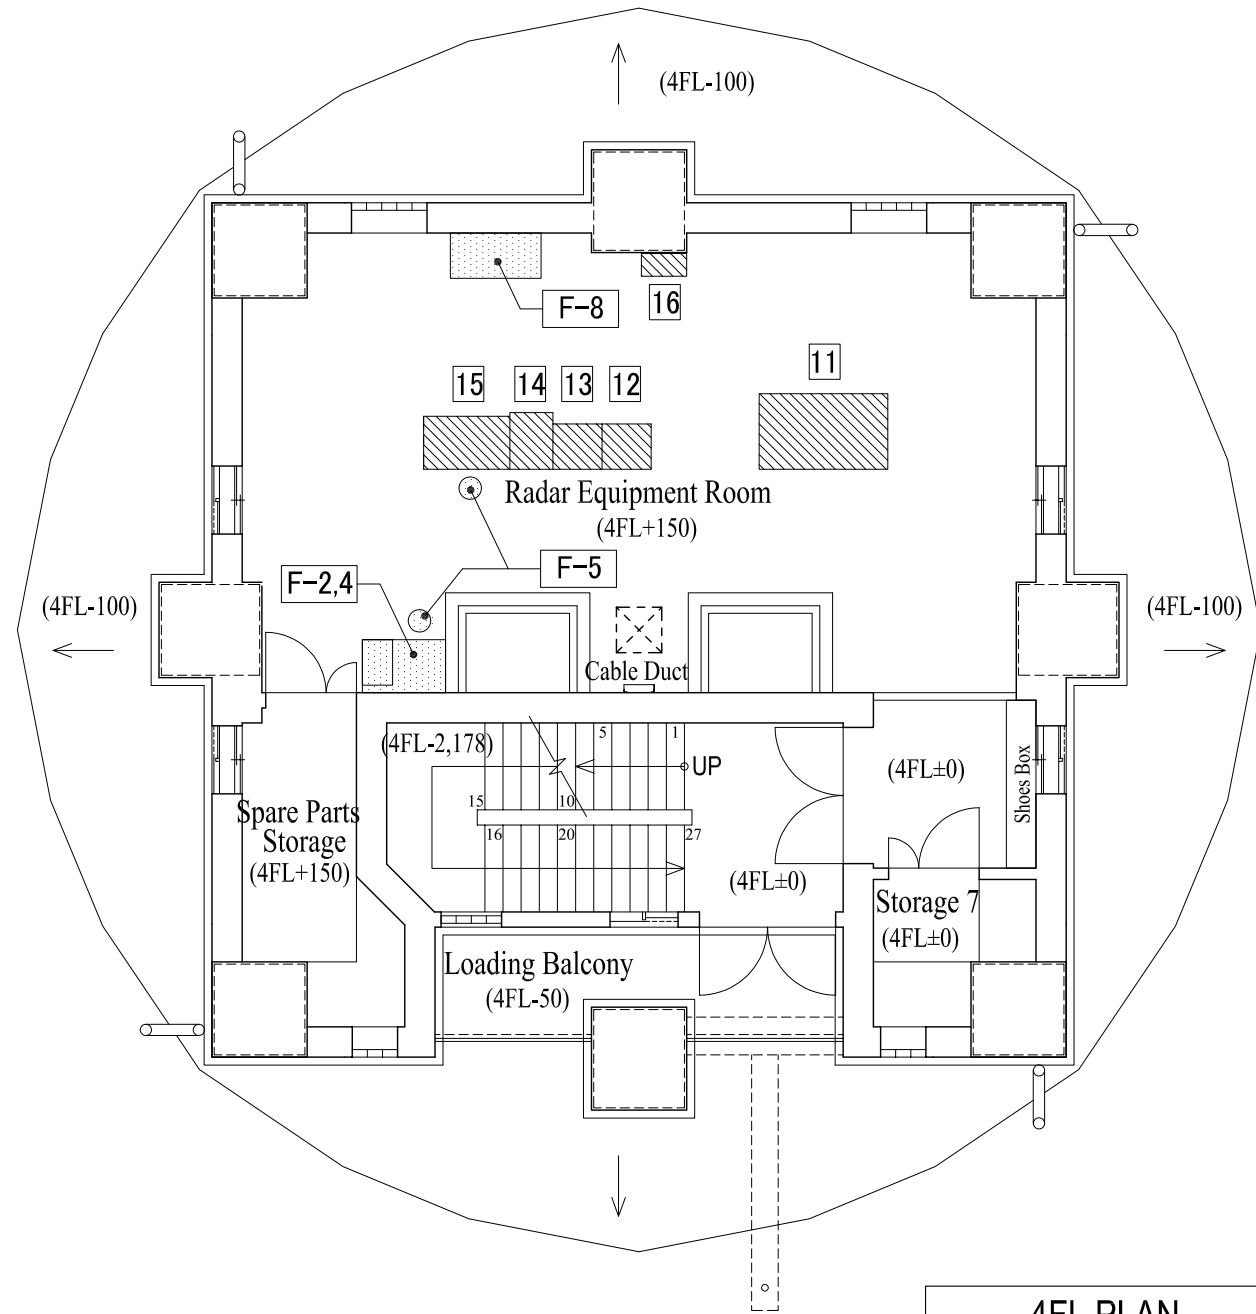 (4FL-100)
F-8
16
11
15
14
13
12
Radar Equipment Room
(4FL+150)
F-5
F-2,4
(4FL-100)
(4FL-100)
Cable Duct
(4FL-2,178)
5
1
UP
(4FL±0)
Shoes Box
15
10
16
20
27
Spare Parts
Storage
(4FL+150)
(4FL±0)
Storage 7
(4FL±0)
Loading Balcony
(4FL-50)
4FL PLAN